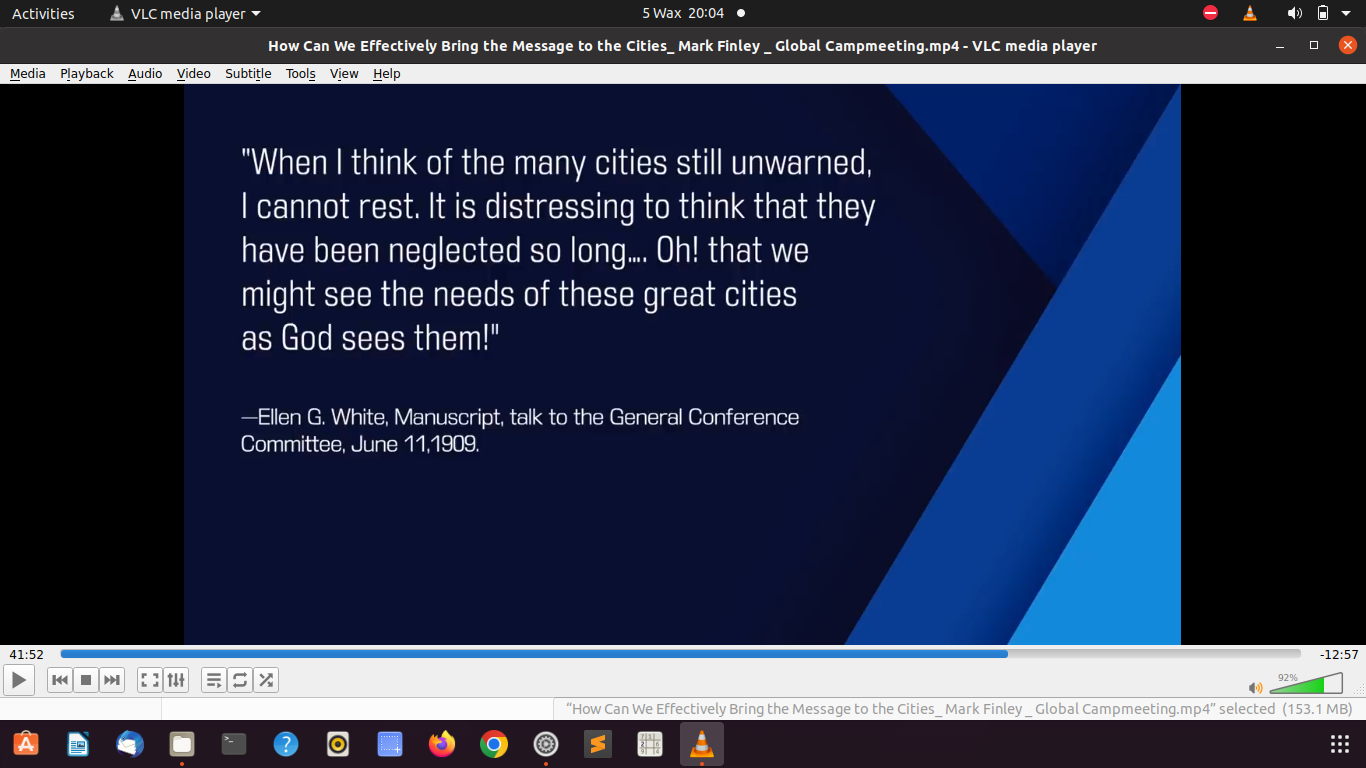 Activities VLC media player 5 Wax 20:04
How Can We Effectively Bring the Message to the Cities_ Mark Finley _ Global Campmeeting.mp4 - VLC media player
Media Playback Audio Video Subtitle Tools View Help
"When I think of the many cities still unwarned,
I cannot rest. It is distressing to think that they
have been neglected so long.... Oh! that we
might see the needs of these great cities
as God sees them!"
—Ellen G. White, Manuscript, talk to the General Conference
Committee, June 11,1909.
41:52 -12:57
92%
“How Can We Effectively Bring the Message to the Cities_ Mark Finley _ Global Campmeeting.mp4” selected (153.1 MB)